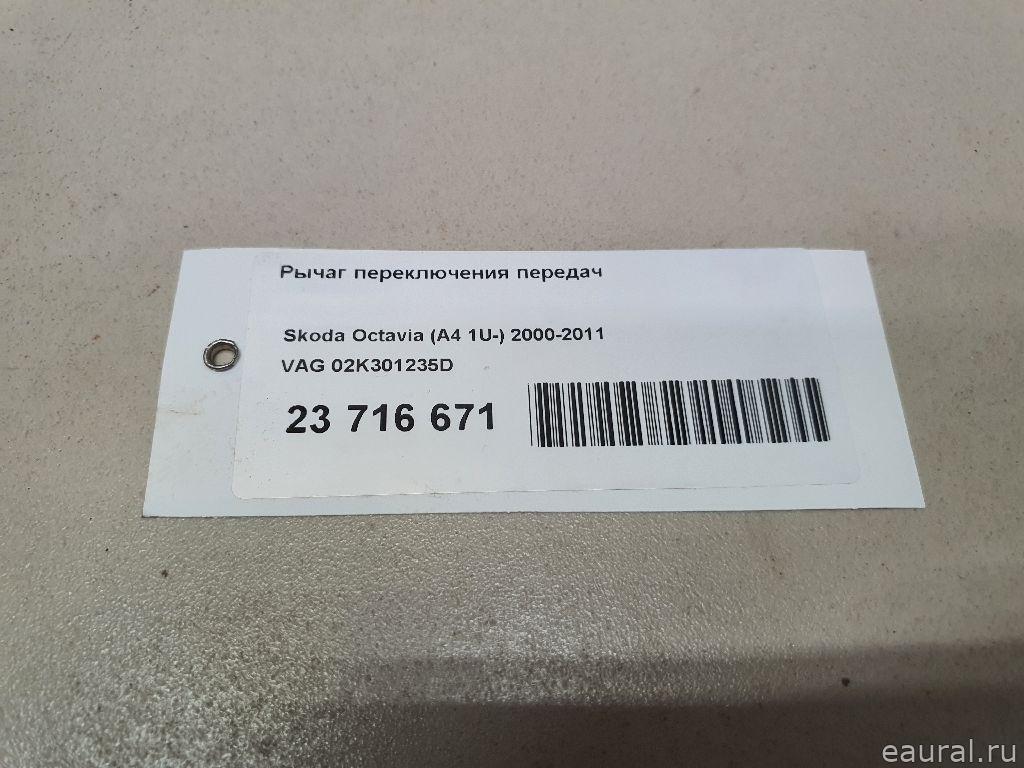 Рычаг переключения передач
Skoda Octavia (A4 1U-) 2000-2011
VAG 02K301235D
23 716 671
eaural.ru